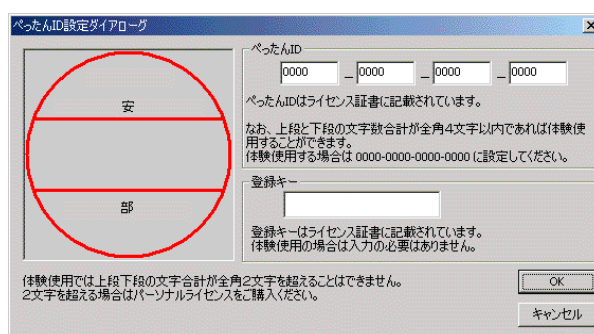 ぺったんID設定ダイアローグ
安
部
ぺったんID
0000 _ 0000 _ 0000 _ 0000
ぺったんIDはライセンス証書に記載されています。
なお、上段と下段の文字数合計が全角4文字以内であれば体験使
用することができます。
体験使用する場合は 0000-0000-0000-0000 に設定してください。
登録キー
登録キーはライセンス証書に記載されています。
体験使用の場合は入力の必要はありません。
体験使用では上段下段の文字合計が全角2文字を超えることはできません。
2文字を超える場合はパーソナルライセンスをご購入ください。
OK
キャンセル